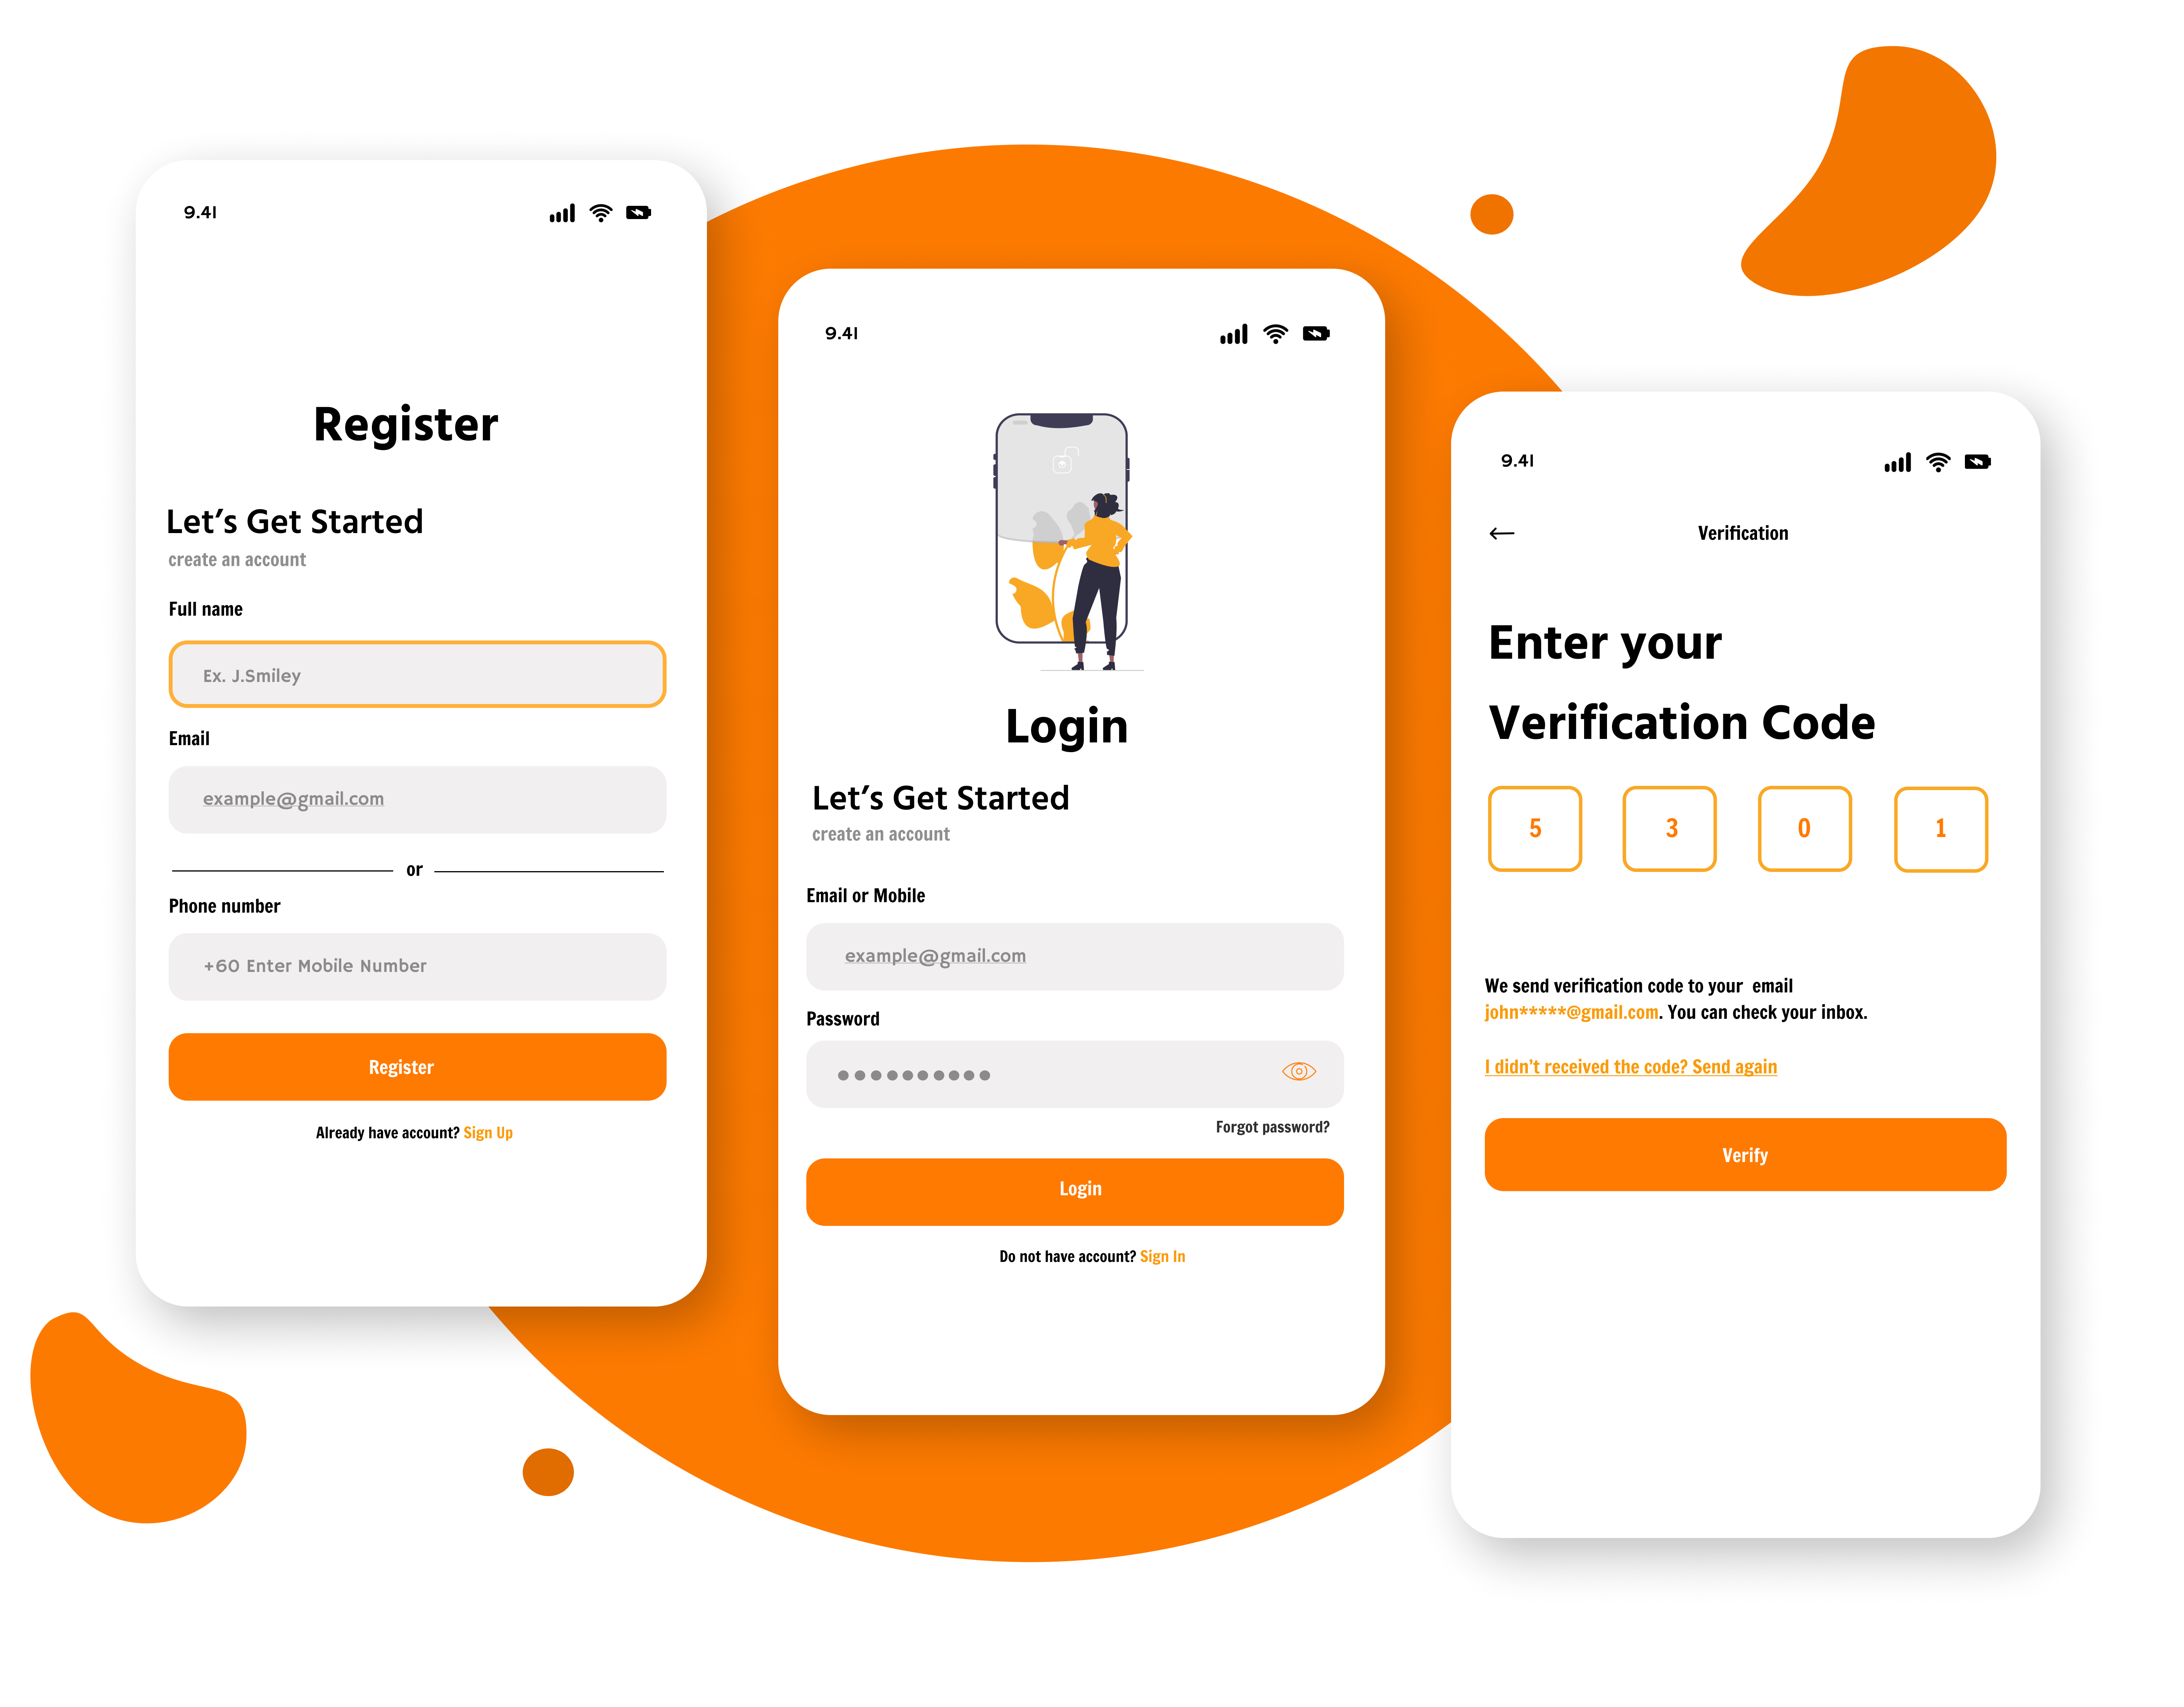 9.41
Register
Let's Get Started
create an account
Full name
Ex. J.Smiley
Email
example@gmail.com
or
Phone number
+60 Enter Mobile Number
Register
Already have account? Sign Up
9.41
Login
Let's Get Started
create an account
Email or Mobile
example@gmail.com
Password
Forgot password?
Login
Do not have account? Sign In
9.41
Verification
Enter your
Verification Code
5 3 0 1
We send verification code to your  email
john*****@gmail.com. You can check your inbox.
I didn't received the code? Send again
Verify